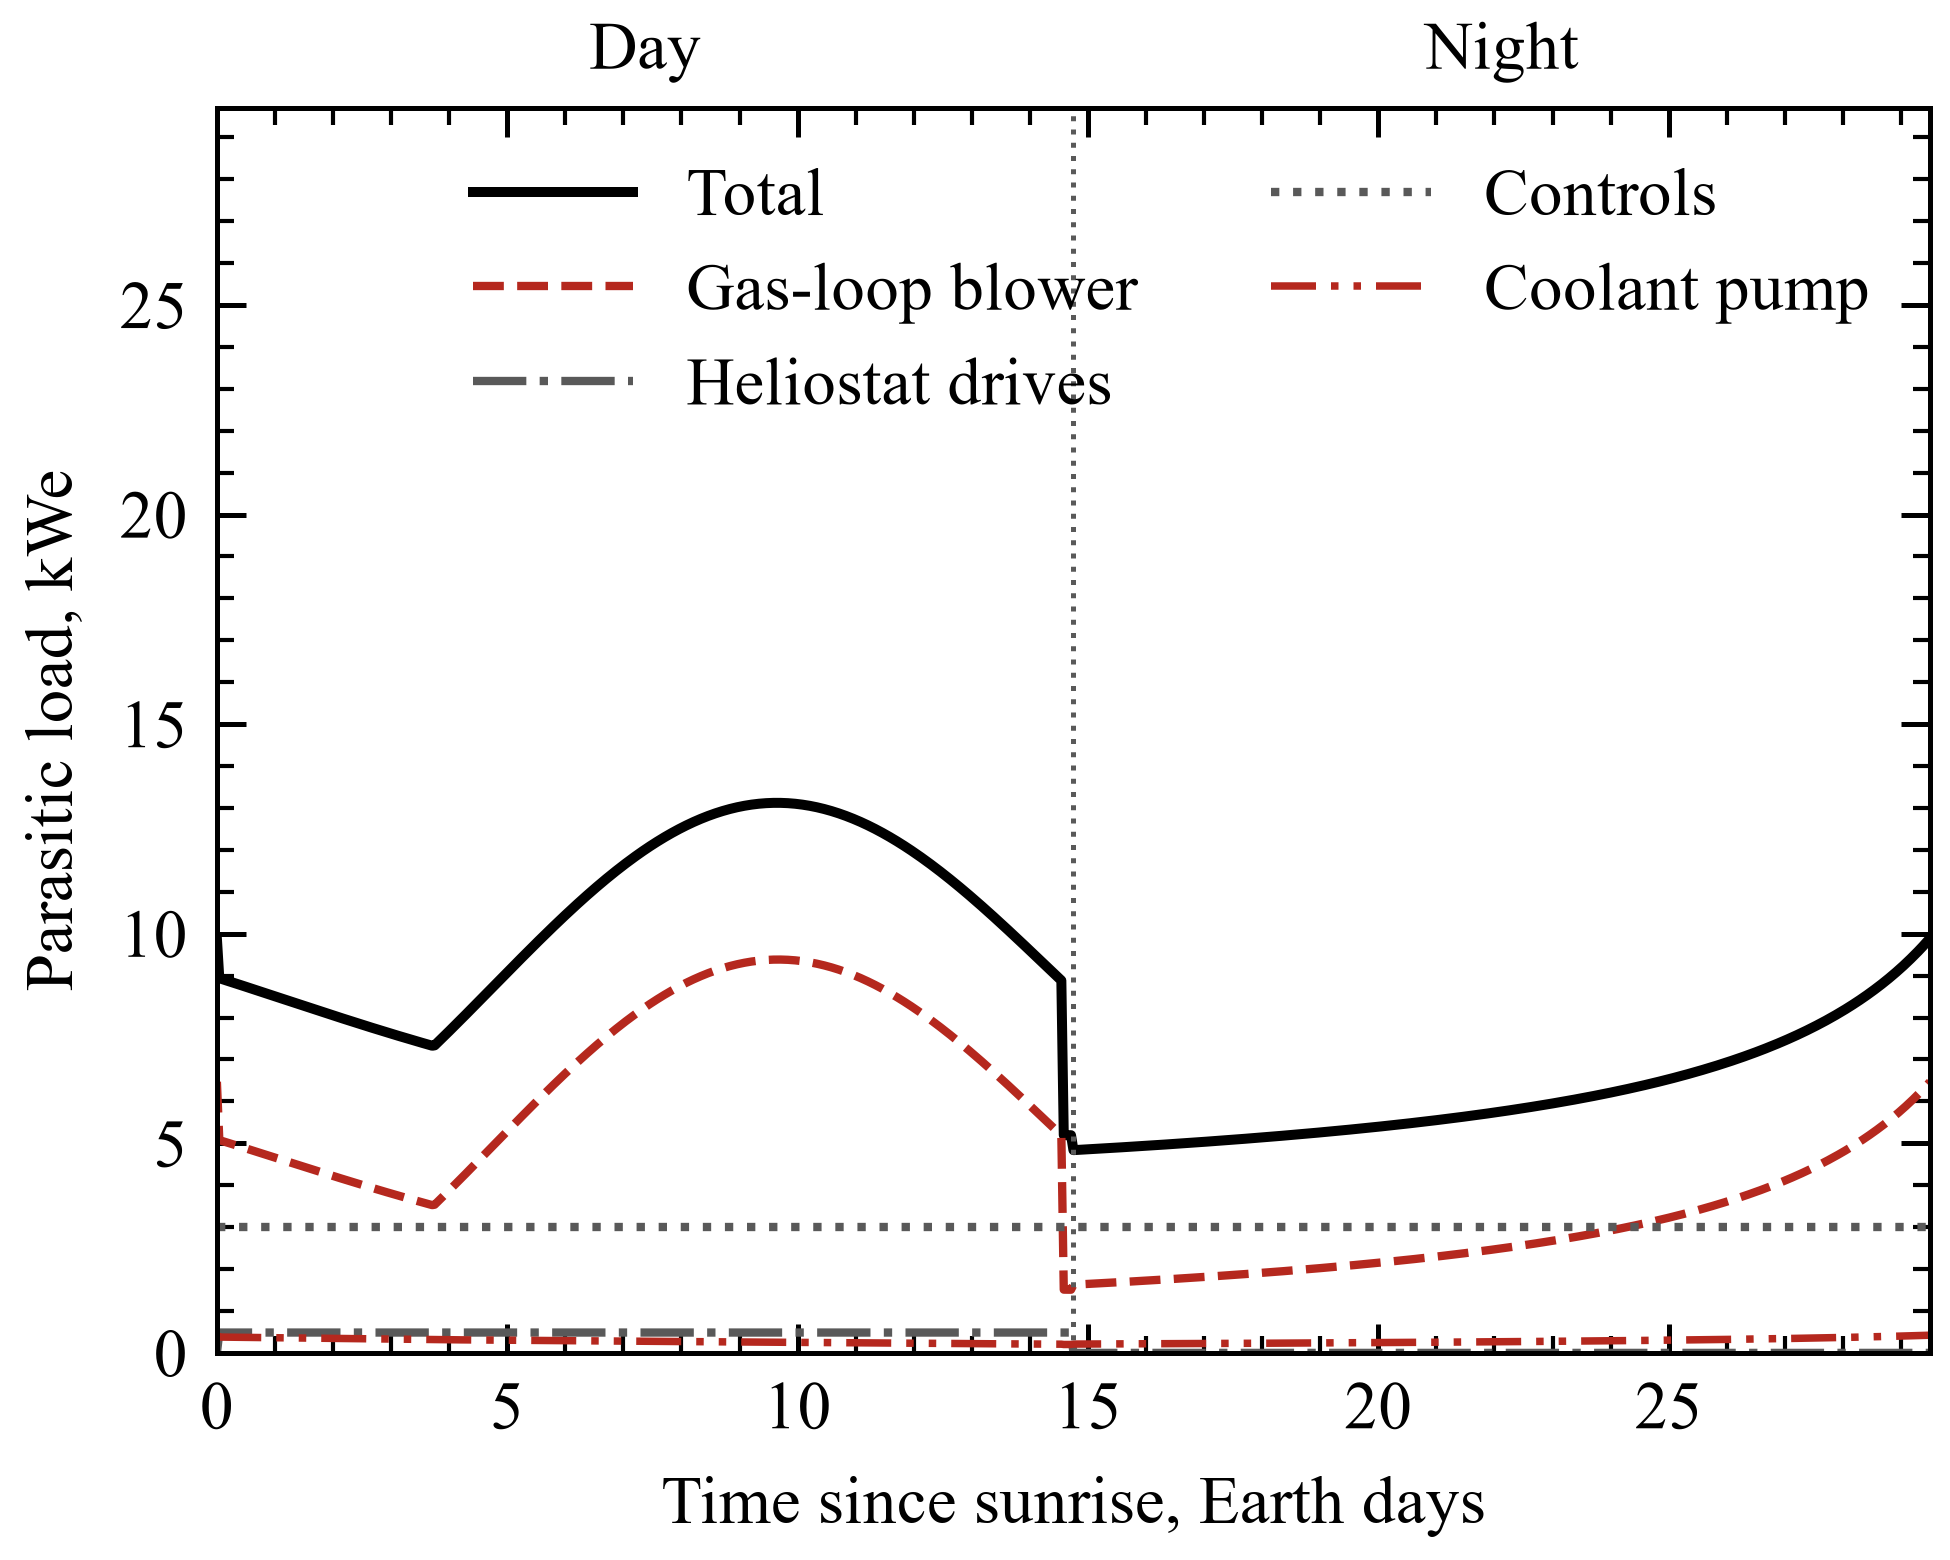 Day
Night
Total
Gas-loop blower
Heliostat drives
Controls
Coolant pump
Parasitic load, kWe
25
20
15
10
5
0
0 5 10 15 20 25
Time since sunrise, Earth days